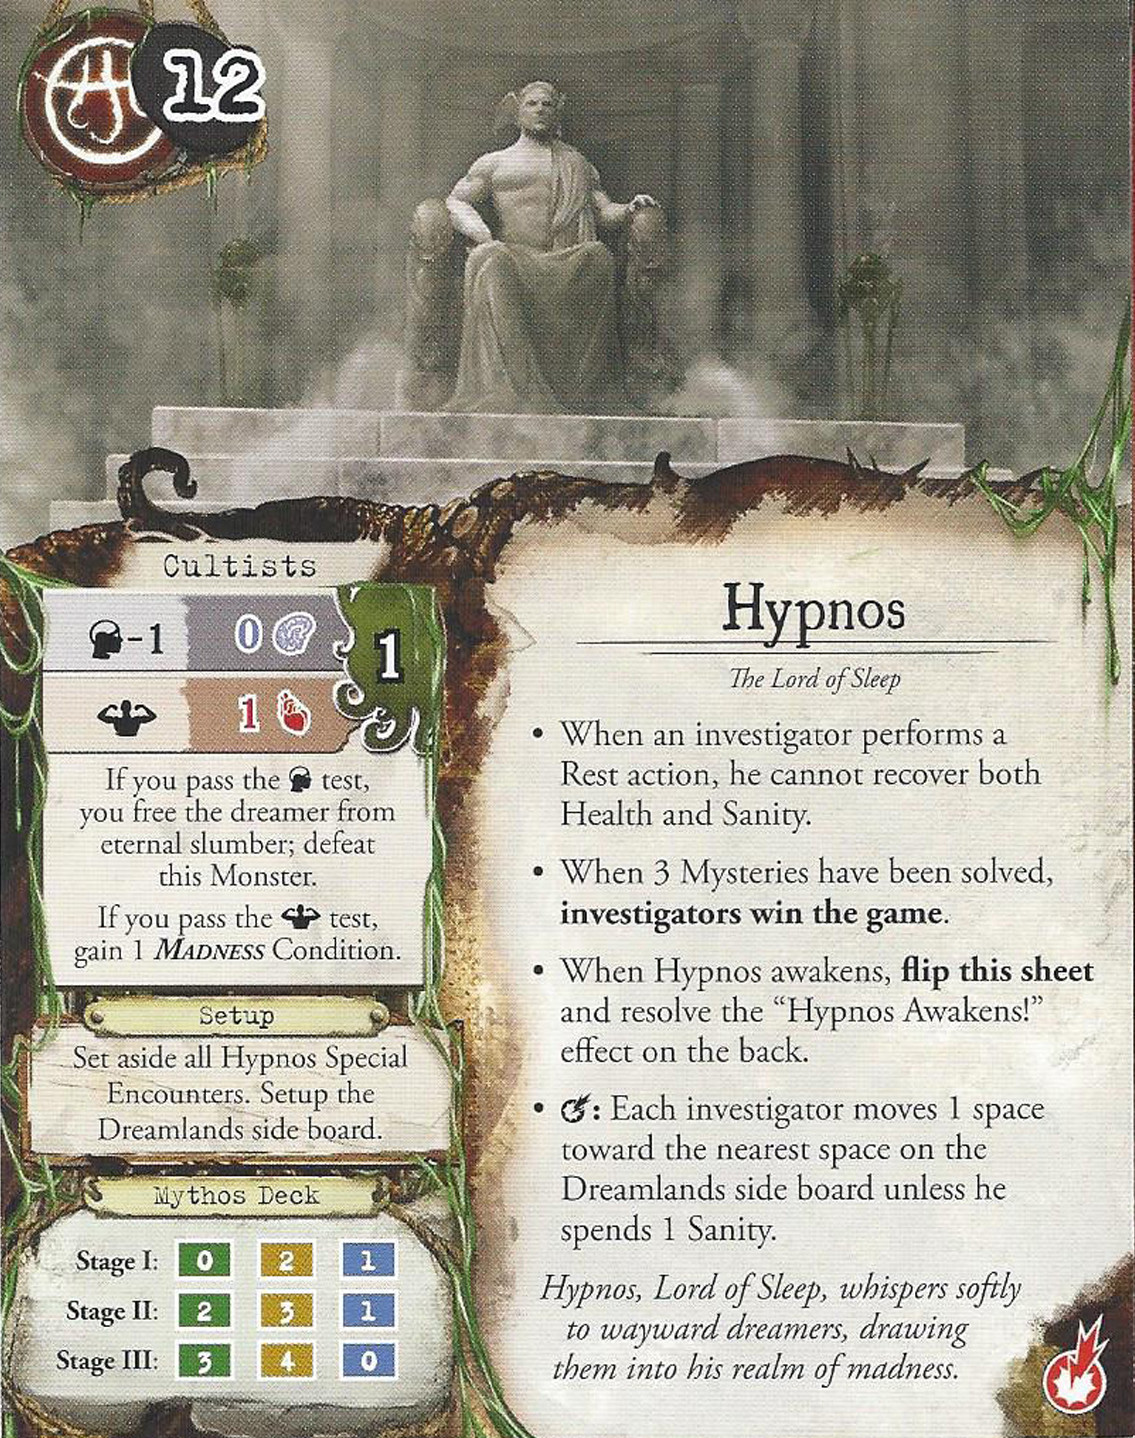 12
Cultists
-1 0 1
1
If you pass the test,
you free the dreamer from
eternal slumber; defeat
this Monster.
If you pass the test,
gain 1 MADNESS Condition.
Setup
Set aside all Hypnos Special
Encounters. Setup the
Dreamlands side board.
Mythos Deck
Stage I: 0 2 1
Stage II: 2 3 1
Stage III: 3 4 0
Hypnos
The Lord of Sleep
• When an investigator performs a
Rest action, he cannot recover both
Health and Sanity.
• When 3 Mysteries have been solved,
investigators win the game.
• When Hypnos awakens, flip this sheet
and resolve the “Hypnos Awakens!”
effect on the back.
• : Each investigator moves 1 space
toward the nearest space on the
Dreamlands side board unless he
spends 1 Sanity.
Hypnos, Lord of Sleep, whispers softly
to wayward dreamers, drawing
them into his realm of madness.